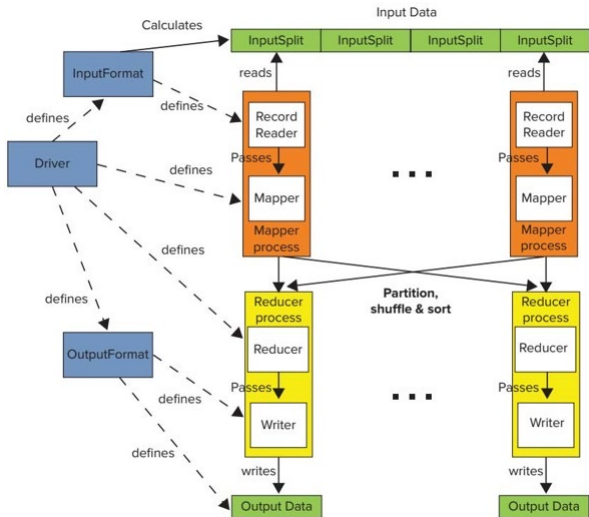 Input Data
Calculates
InputSplit InputSplit InputSplit InputSplit
InputFormat
reads reads
defines
defines
Record Reader Record Reader
Driver
Passes Passes
defines
Mapper Mapper
Mapper process Mapper process
defines
Partition, shuffle & sort
defines
Reducer process Reducer process
OutputFormat
Reducer Reducer
defines
Passes Passes
Writer Writer
defines
writes writes
Output Data Output Data